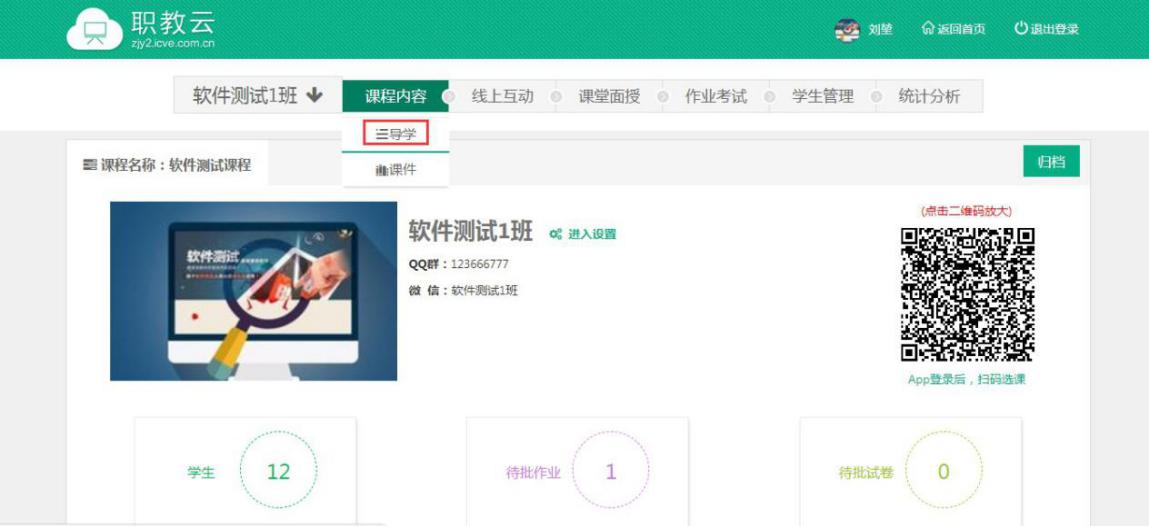 职教云
zjy2.icve.com.cn
刘堃 返回首页 退出登录
软件测试1班 课程内容 线上互动 课堂面授 作业考试 学生管理 统计分析
导学
课件
课程名称：软件测试课程
归档
(点击二维码放大)
软件测试
软件测试1班 进入设置
QQ群：123666777
微 信：软件测试1班
App登录后，扫码选课
学生 12
待批作业 1
待批试卷 0